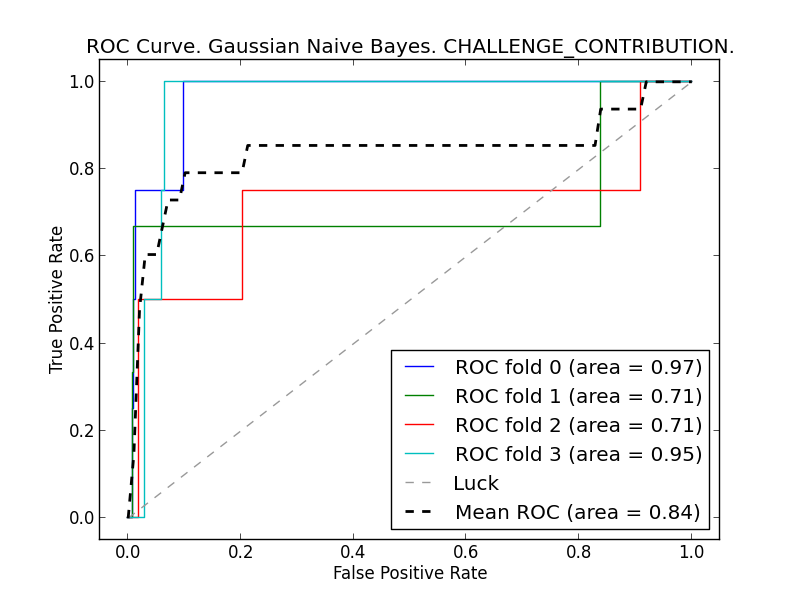 ROC Curve. Gaussian Naive Bayes. CHALLENGE_CONTRIBUTION.
True Positive Rate
1.0
0.8
0.6
0.4
0.2
0.0
ROC fold 0 (area = 0.97)
ROC fold 1 (area = 0.71)
ROC fold 2 (area = 0.71)
ROC fold 3 (area = 0.95)
Luck
Mean ROC (area = 0.84)
0.0 0.2 0.4 0.6 0.8 1.0
False Positive Rate